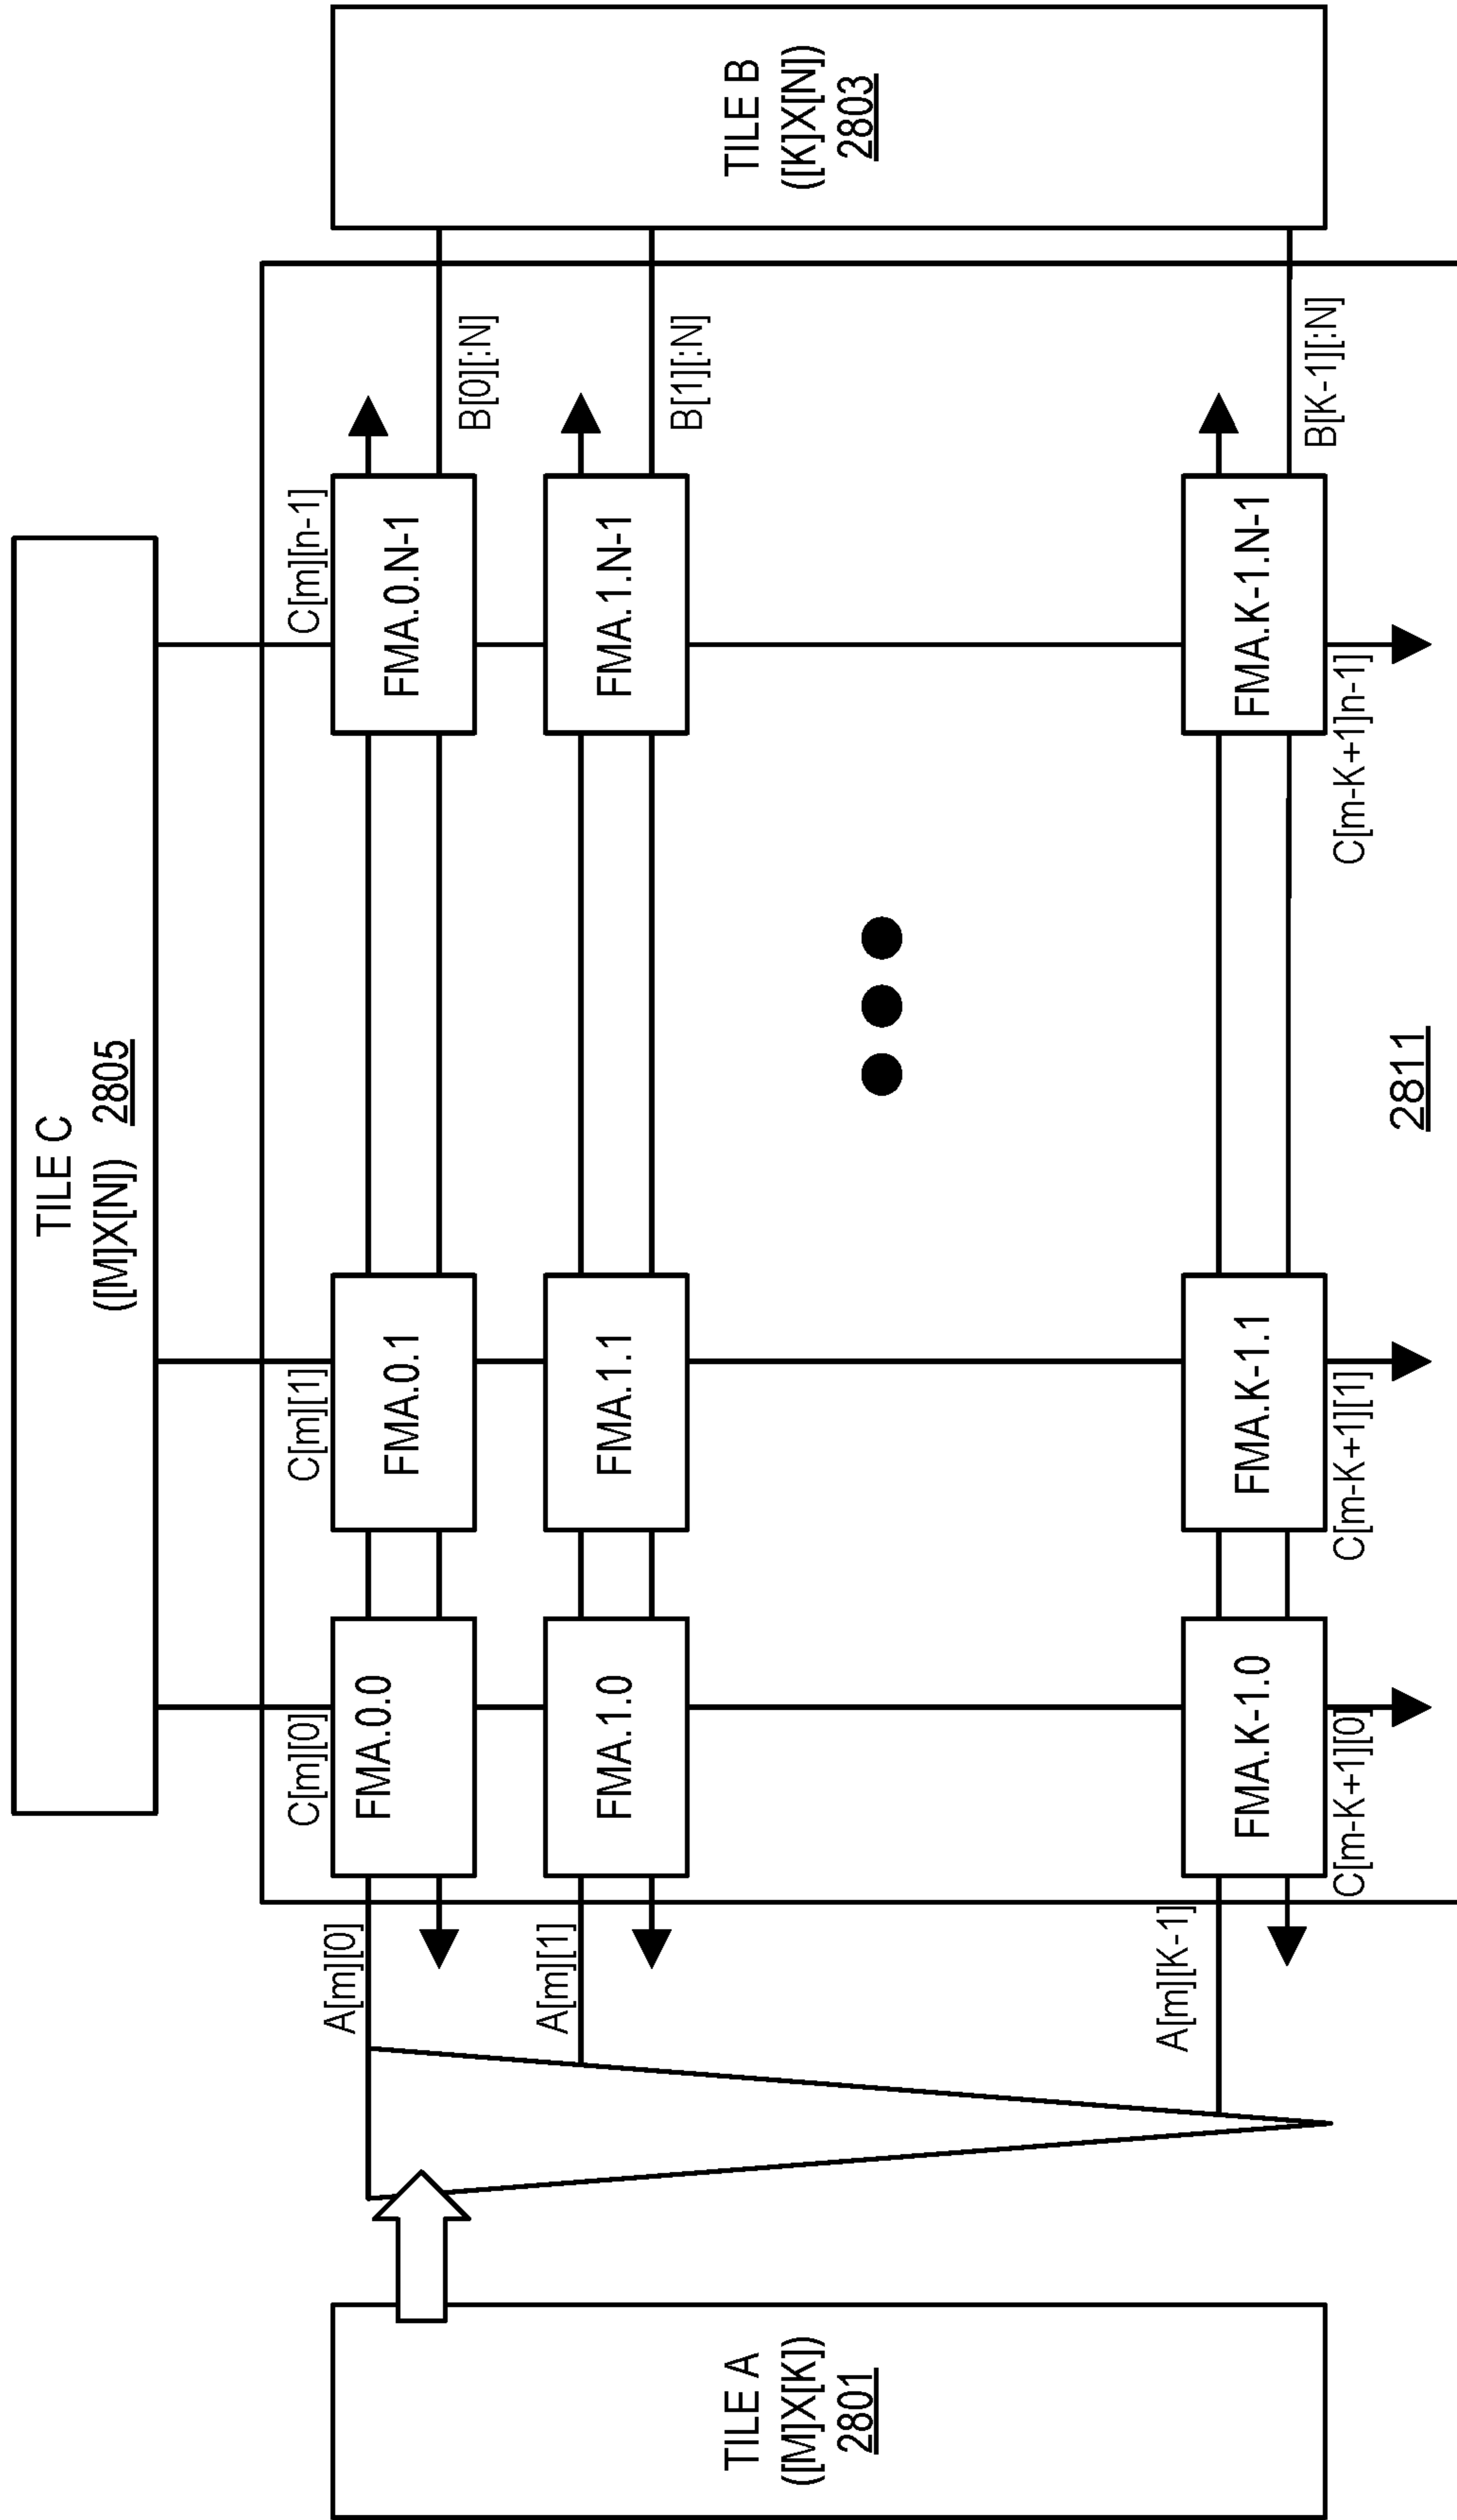 TILE C
([M]X[N]) 2805
TILE A
([M]X[K])
2801
TILE B
([K]X[N])
2803
C[m][0]
C[m][1]
C[m][n-1]
A[m][0]
FMA.0.0
FMA.0.1
FMA.0.N-1
B[0][:N]
A[m][1]
FMA.1.0
FMA.1.1
FMA.1.N-1
B[1][:N]
A[m][K-1]
FMA.K-1.0
FMA.K-1.1
FMA.K-1.N-1
B[K-1][:N]
C[m-K+1][0]
C[m-K+1][1]
C[m-K+1]n-1]
2811